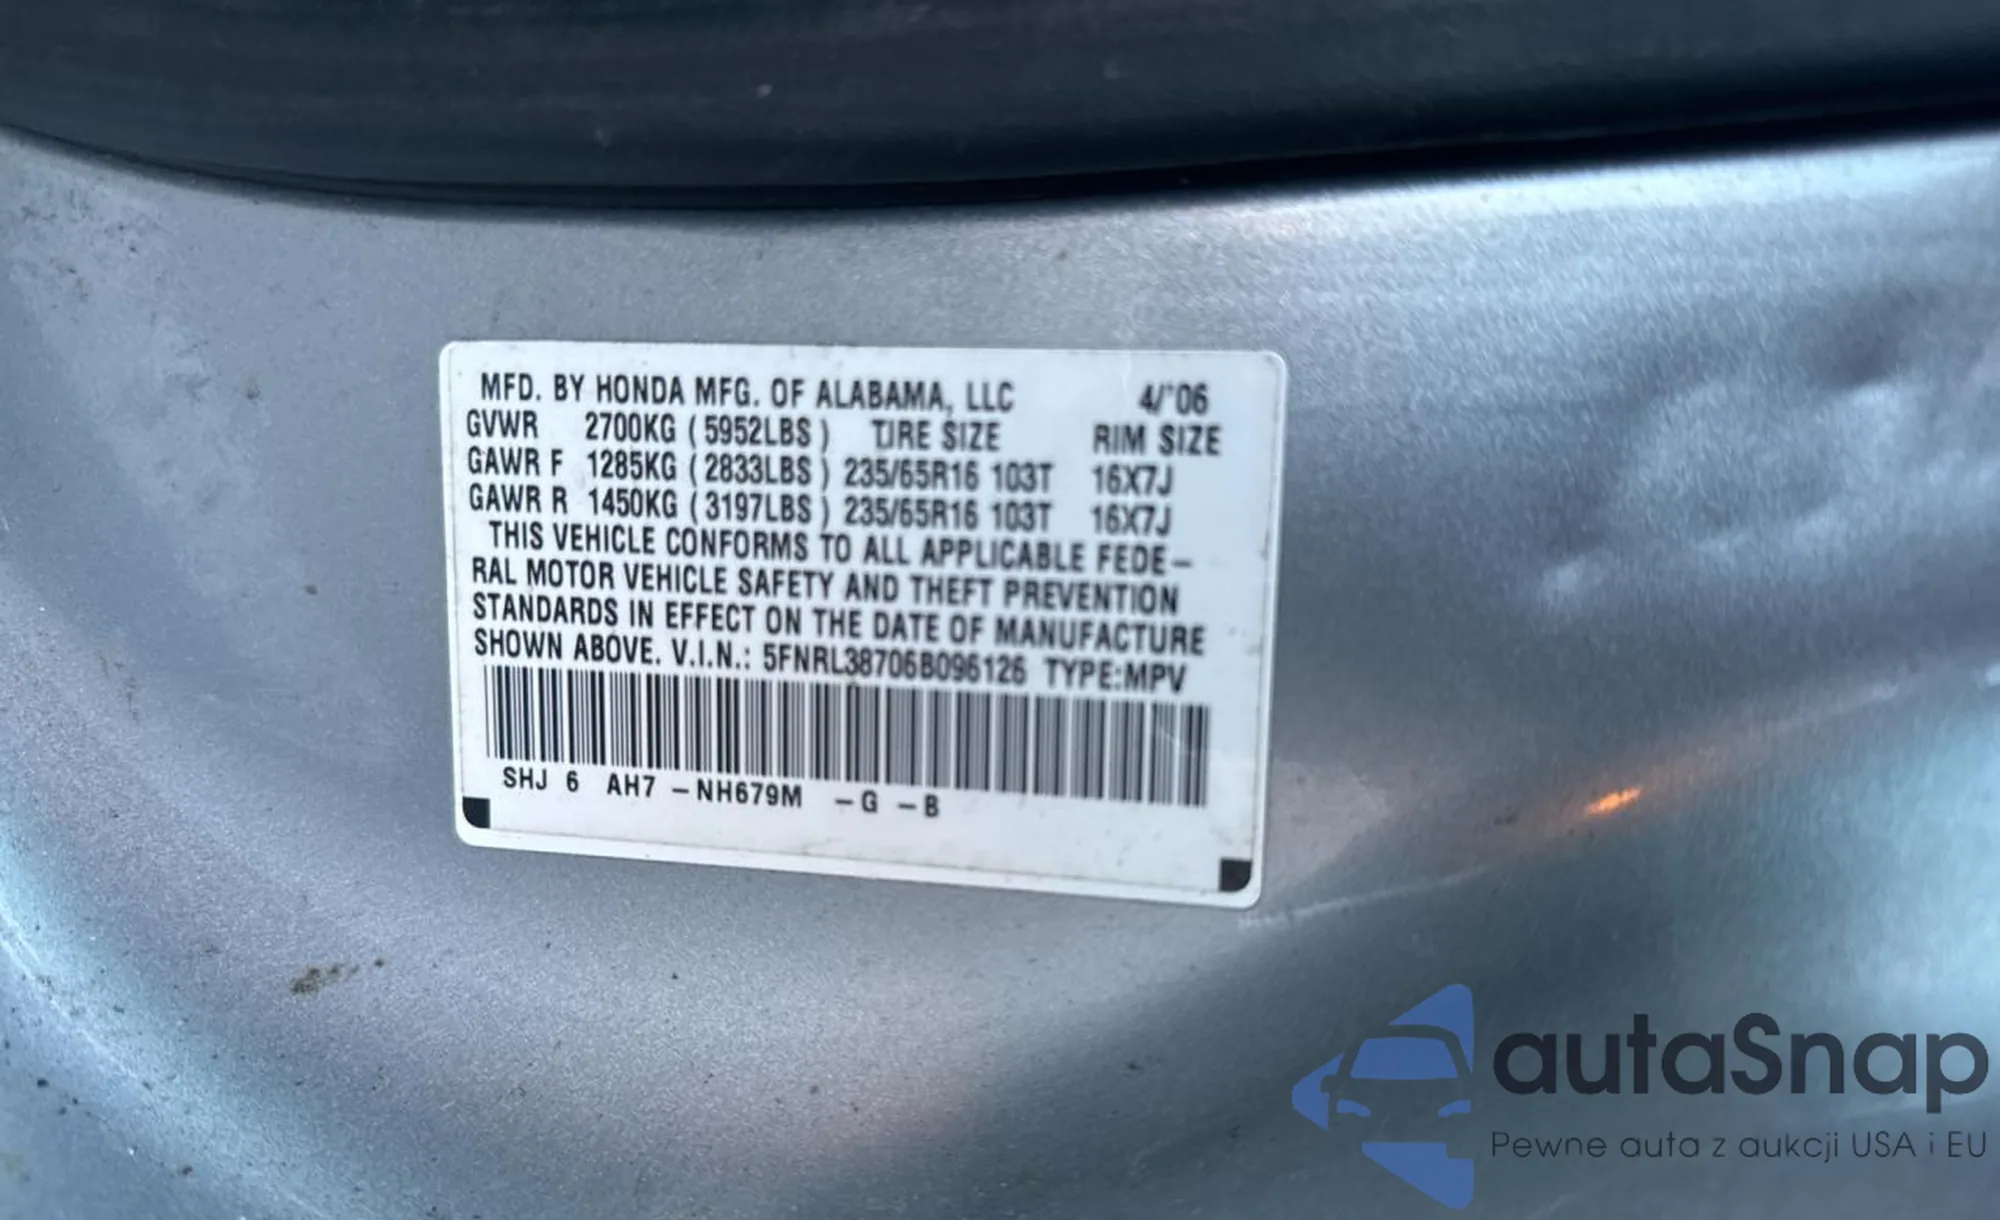 MFD. BY HONDA MFG. OF ALABAMA, LLC 4/'06
GVWR 2700KG (5952LBS) TIRE SIZE RIM SIZE
GAWR F 1285KG (2833LBS) 235/65R16 103T 16X7J
GAWR R 1450KG (3197LBS) 235/65R16 103T 16X7J
THIS VEHICLE CONFORMS TO ALL APPLICABLE FEDE-
RAL MOTOR VEHICLE SAFETY AND THEFT PREVENTION
STANDARDS IN EFFECT ON THE DATE OF MANUFACTURE
SHOWN ABOVE. V.I.N.: 5FNRL38706B096126 TYPE:MPV
SHJ 6 AH7 -NH679M -G -B
autaSnap
Pewne auta z aukcji USA i EU